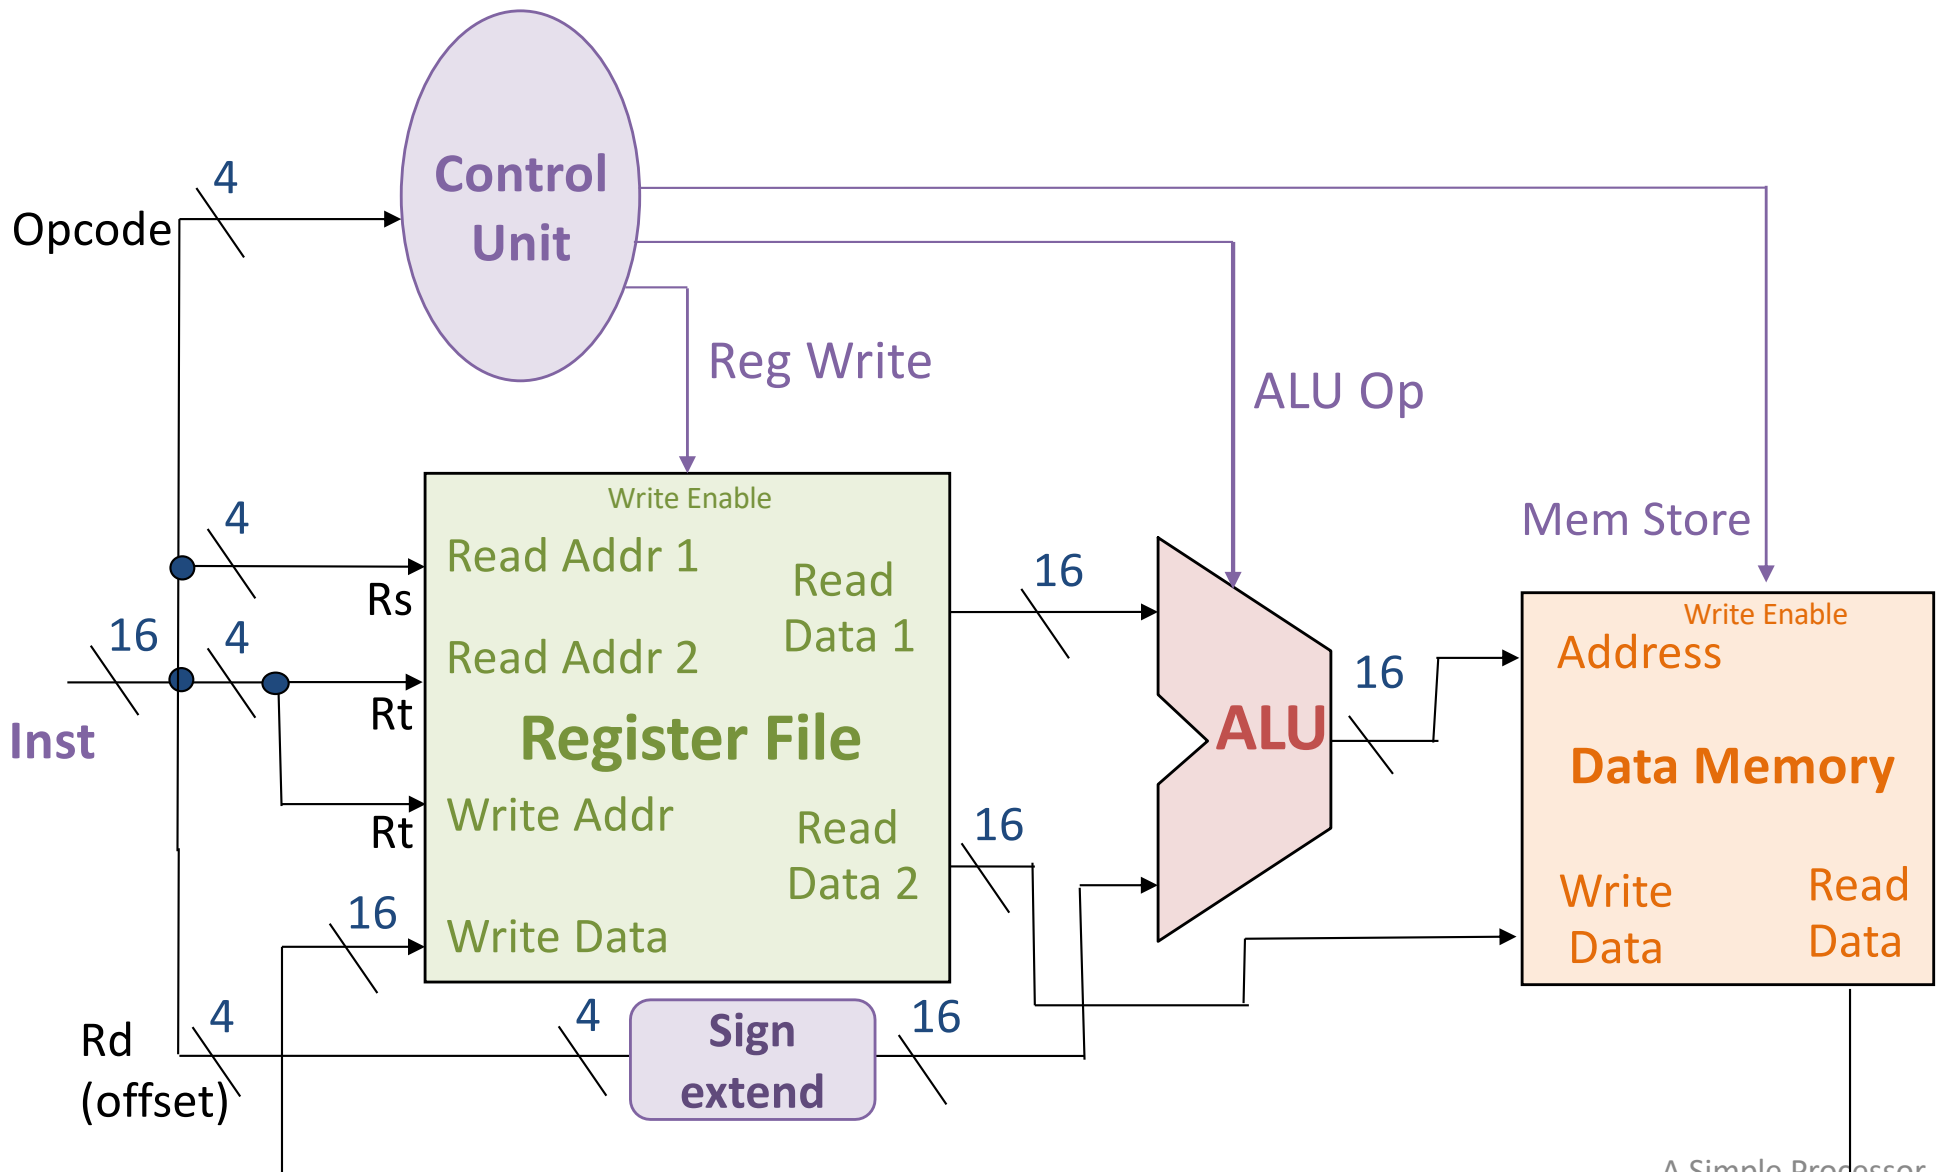 4
Control
Unit
Opcode
Reg Write
ALU Op
Write Enable
4
Read Addr 1
Rs
Read
Data 1
16
Mem Store
Write Enable
Address
16
4
Read Addr 2
Rt
Inst
Register File
ALU
16
Data Memory
Write Addr
Rt
Read
Data 2
16
Write
Data
Read
Data
16
Write Data
Rd
(offset)
4
4
Sign
extend
16
A Simple Processor